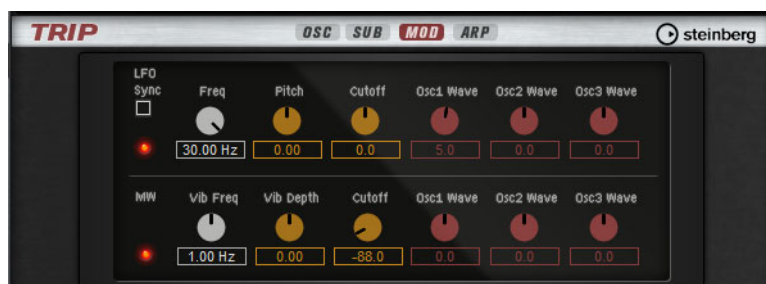 TRIP OSC SUB MOD ARP steinberg
LFO
Sync Freq Pitch Cutoff Osc1 Wave Osc2 Wave Osc3 Wave
30.00 Hz 0.00 0.0 5.0 0.0 0.0
MW Vib Freq Vib Depth Cutoff Osc1 Wave Osc2 Wave Osc3 Wave
1.00 Hz 0.00 -88.0 0.0 0.0 0.0